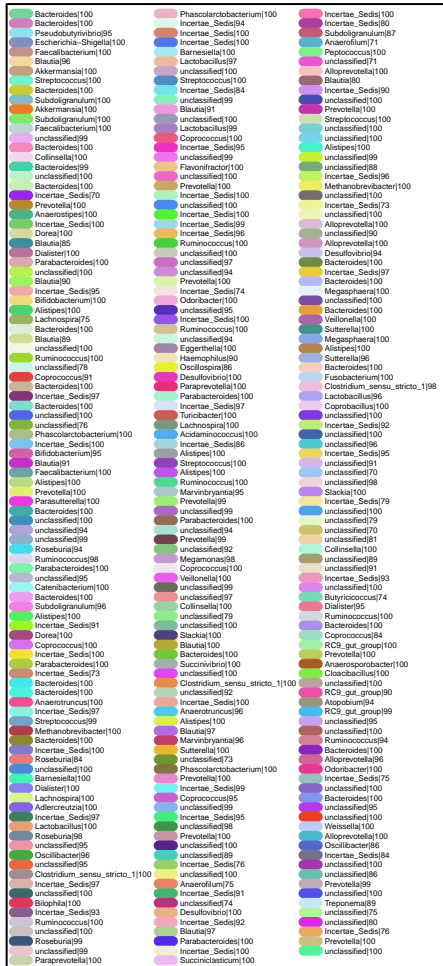 Bacteroides|100
Bacteroides|100
Pseudobutyrivibrio|95
Escherichia−Shigella|100
Faecalibacterium|100
Blautia|96
Akkermansia|100
Streptococcus|100
Bacteroides|100
Subdoligranulum|100
Akkermansia|100
Subdoligranulum|100
Faecalibacterium|100
unclassified|99
Bacteroides|100
Collinsella|100
Bacteroides|99
unclassified|100
Bacteroides|100
Incertae_Sedis|70
Prevotella|100
Anaerostipes|100
Incertae_Sedis|100
Dorea|100
Blautia|85
Dialister|100
Parabacteroides|100
unclassified|100
Blautia|90
Incertae_Sedis|95
Bifidobacterium|100
Alistipes|100
Lachnospira|75
Bacteroides|100
Blautia|89
unclassified|100
Ruminococcus|100
unclassified|78
Coprococcus|91
Bacteroides|100
Incertae_Sedis|97
Bacteroides|100
unclassified|100
unclassified|76
Phascolarctobacterium|100
Incertae_Sedis|100
Bifidobacterium|95
Blautia|91
Faecalibacterium|100
Alistipes|100
Prevotella|100
Parasutterella|100
Bacteroides|100
unclassified|100
unclassified|94
unclassified|99
Roseburia|94
Ruminococcus|98
Parabacteroides|100
unclassified|95
Catenibacterium|100
Bacteroides|100
Subdoligranulum|96
Alistipes|100
Incertae_Sedis|91
Dorea|100
Coprococcus|100
Incertae_Sedis|100
Parabacteroides|100
Incertae_Sedis|73
Bacteroides|100
Bacteroides|100
Anaerotruncus|100
Incertae_Sedis|97
Streptococcus|99
Methanobrevibacter|100
Bacteroides|100
Incertae_Sedis|100
Roseburia|84
unclassified|100
Barnesiella|100
Dialister|100
Lachnospira|100
Adlercreutzia|100
Incertae_Sedis|97
Lactobacillus|100
Roseburia|98
unclassified|95
Oscillibacter|96
unclassified|95
Clostridium_sensu_stricto_1|100
Incertae_Sedis|97
unclassified|100
Bilophila|100
Incertae_Sedis|93
Ruminococcus|100
unclassified|100
Roseburia|99
unclassified|99
Paraprevotella|100
Phascolarctobacterium|100
Incertae_Sedis|94
Incertae_Sedis|100
Incertae_Sedis|100
Barnesiella|100
Lactobacillus|97
unclassified|100
Streptococcus|100
Incertae_Sedis|84
unclassified|99
Blautia|91
unclassified|100
Lactobacillus|99
Coprococcus|100
Incertae_Sedis|95
unclassified|99
Flavonifractor|100
unclassified|100
Prevotella|100
Incertae_Sedis|100
unclassified|100
Incertae_Sedis|100
Incertae_Sedis|99
Incertae_Sedis|96
Ruminococcus|100
unclassified|100
unclassified|97
unclassified|94
Prevotella|100
Incertae_Sedis|74
Odoribacter|100
unclassified|95
Incertae_Sedis|100
Ruminococcus|100
unclassified|94
Eggerthella|100
Haemophilus|90
Oscillospira|86
Desulfovibrio|100
Paraprevotella|100
Parabacteroides|100
Incertae_Sedis|97
Turicibacter|100
Lachnospira|100
Acidaminococcus|100
Incertae_Sedis|86
Alistipes|100
Streptococcus|100
Alistipes|100
Ruminococcus|100
Marvinbryantia|95
Prevotella|99
unclassified|99
Parabacteroides|100
unclassified|94
Prevotella|99
unclassified|92
Megamonas|98
Coprococcus|100
Veillonella|100
unclassified|99
unclassified|97
Collinsella|100
unclassified|79
unclassified|100
Slackia|100
Blautia|100
Bacteroides|100
Succinivibrio|100
unclassified|100
Clostridium_sensu_stricto_1|100
unclassified|92
Incertae_Sedis|100
Anaerotruncus|96
Alistipes|100
Blautia|97
Marvinbryantia|96
Sutterella|100
unclassified|73
Phascolarctobacterium|100
Prevotella|100
Incertae_Sedis|99
Coprococcus|95
unclassified|99
Incertae_Sedis|95
unclassified|98
Prevotella|100
unclassified|100
unclassified|89
Incertae_Sedis|76
unclassified|100
Anaerofilum|75
Incertae_Sedis|91
unclassified|74
Desulfovibrio|100
Incertae_Sedis|92
Blautia|97
Parabacteroides|100
Incertae_Sedis|100
Succiniclasticum|100
Incertae_Sedis|100
Incertae_Sedis|80
Subdoligranulum|87
Anaerofilum|71
Peptococcus|100
unclassified|71
Alloprevotella|100
Blautia|80
Incertae_Sedis|90
unclassified|100
Prevotella|100
Streptococcus|100
unclassified|100
unclassified|100
Alistipes|100
unclassified|99
unclassified|88
Incertae_Sedis|96
Methanobrevibacter|100
unclassified|100
Incertae_Sedis|73
unclassified|100
Alloprevotella|100
unclassified|90
Alloprevotella|100
Desulfovibrio|94
Bacteroides|100
Incertae_Sedis|97
Bacteroides|100
Megasphaera|100
unclassified|100
Bacteroides|100
Veillonella|100
Sutterella|100
Megasphaera|100
Alistipes|100
Sutterella|96
Bacteroides|100
Fusobacterium|100
Clostridium_sensu_stricto_1|98
Lactobacillus|96
Coprobacillus|100
unclassified|100
Incertae_Sedis|92
unclassified|100
unclassified|96
Incertae_Sedis|95
unclassified|91
unclassified|70
unclassified|98
Slackia|100
Incertae_Sedis|79
unclassified|100
unclassified|79
unclassified|70
unclassified|81
Collinsella|100
unclassified|89
unclassified|91
Incertae_Sedis|93
unclassified|100
Butyricicoccus|74
Dialister|95
Ruminococcus|100
unclassified|100
Bacteroides|100
Coprococcus|84
RC9_gut_group|100
Prevotella|100
Anaerosporobacter|100
Cloacibacillus|100
unclassified|100
RC9_gut_group|90
Atopobium|94
RC9_gut_group|99
unclassified|95
unclassified|100
Ruminococcus|94
Bacteroides|100
Alloprevotella|96
Odoribacter|100
Incertae_Sedis|75
unclassified|100
Bacteroides|100
unclassified|95
unclassified|100
Weissella|100
Alloprevotella|100
Oscillibacter|86
Incertae_Sedis|84
unclassified|100
unclassified|86
Prevotella|99
unclassified|100
Treponema|89
unclassified|75
unclassified|80
Incertae_Sedis|76
Prevotella|100
unclassified|100